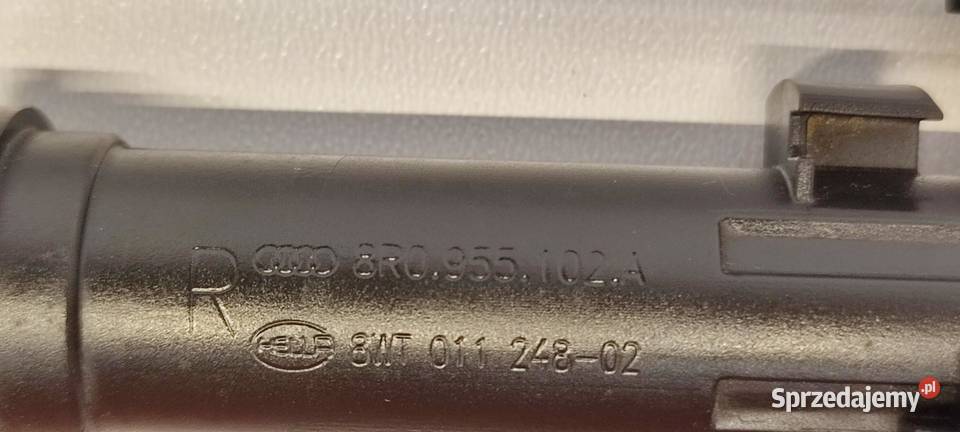 R
8R0.955.102.A
HELLA 8WT 011 248-02
Sprzedajemy.pl